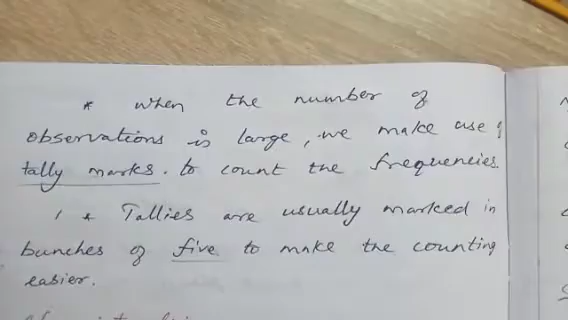 * When the number of
observations is large, we make use of
tally marks. to count the frequencies.
* Tallies are usually marked in
bunches of five to make the counting
easier.